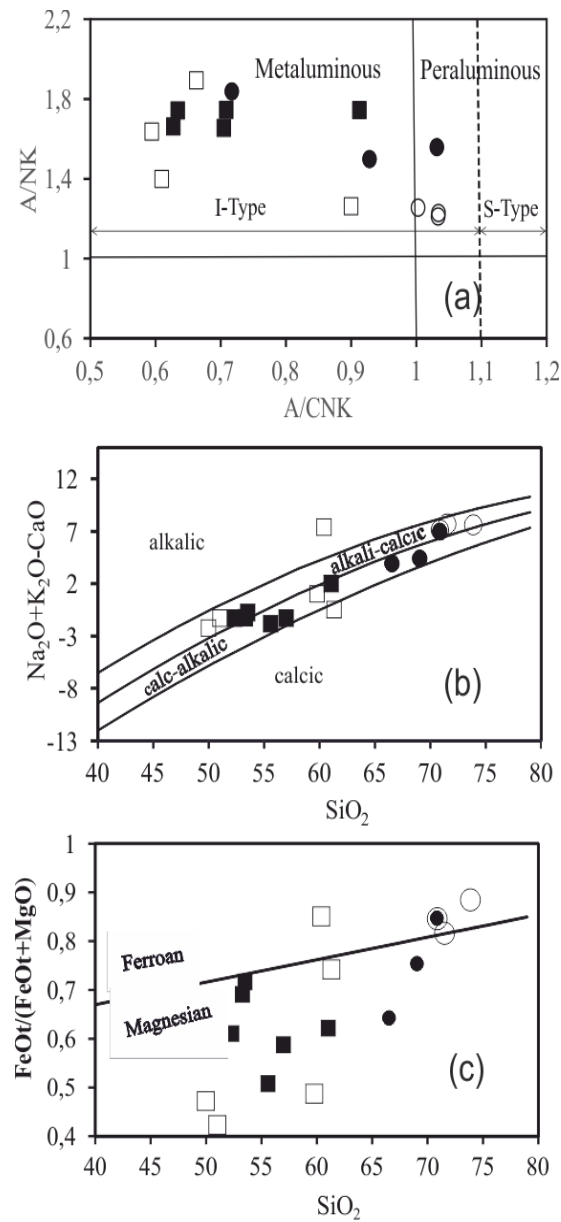 2,2
1,8
1,4
1
0,6
A/NK
Metaluminous
Peraluminous
I-Type
S-Type
(a)
0,5 0,6 0,7 0,8 0,9 1 1,1 1,2
A/CNK
12
7
2
-3
-8
-13
Na₂O+K₂O-CaO
alkalic
alkali-calcic
calc-alkalic
calcic
(b)
40 45 50 55 60 65 70 75 80
SiO₂
1
0,9
0,8
0,7
0,6
0,5
0,4
FeOt/(FeOt+MgO)
Ferroan
Magnesian
(c)
40 45 50 55 60 65 70 75 80
SiO₂